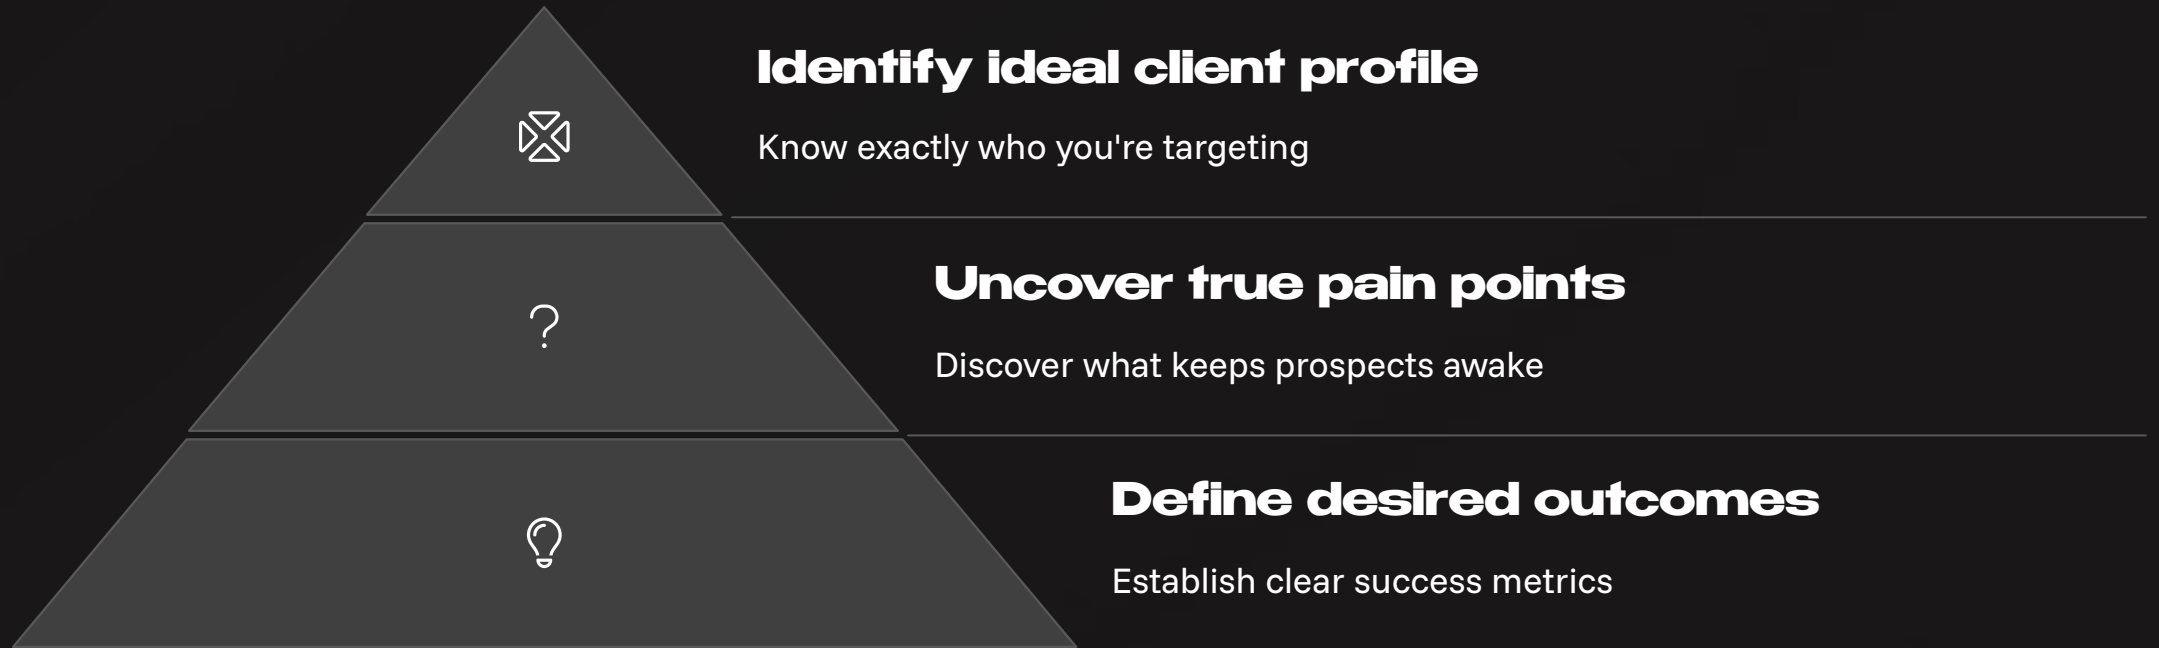 Identify ideal client profile
Know exactly who you're targeting
?
Uncover true pain points
Discover what keeps prospects awake
Define desired outcomes
Establish clear success metrics